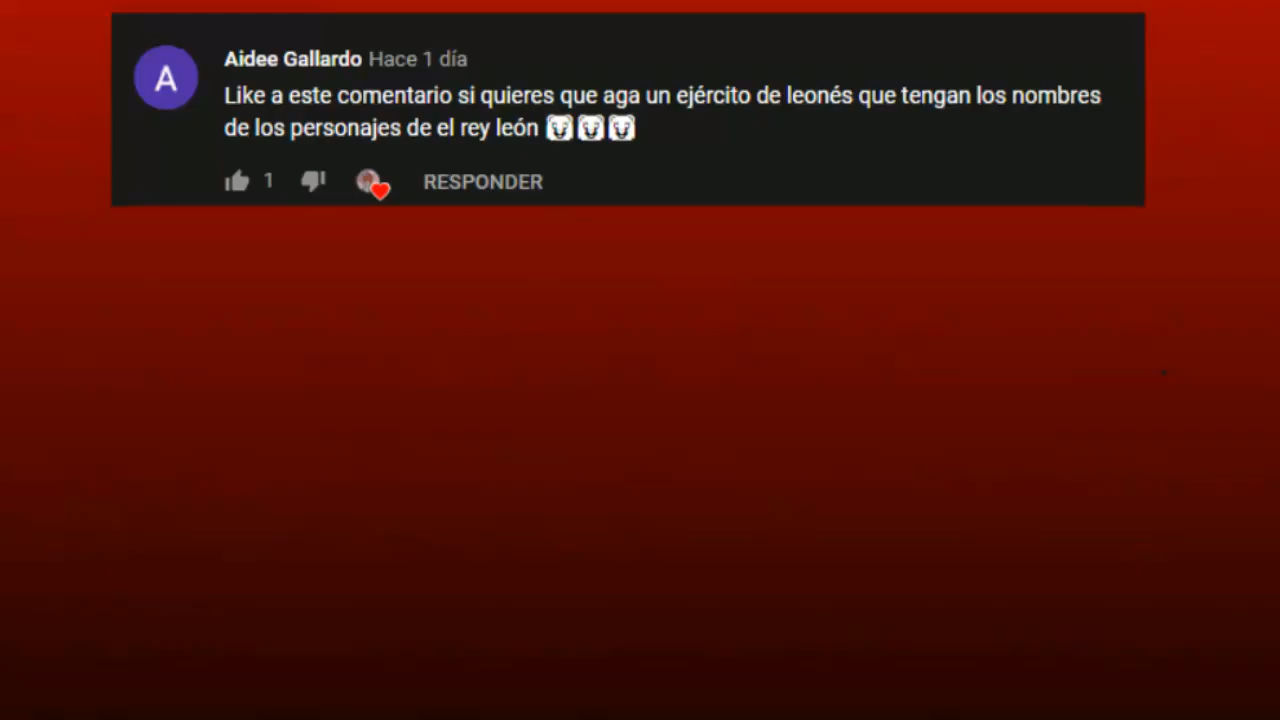 A
Aidee Gallardo Hace 1 día
Like a este comentario si quieres que aga un ejército de leonés que tengan los nombres
de los personajes de el rey león 🐻🐻🐻
1 RESPONDER